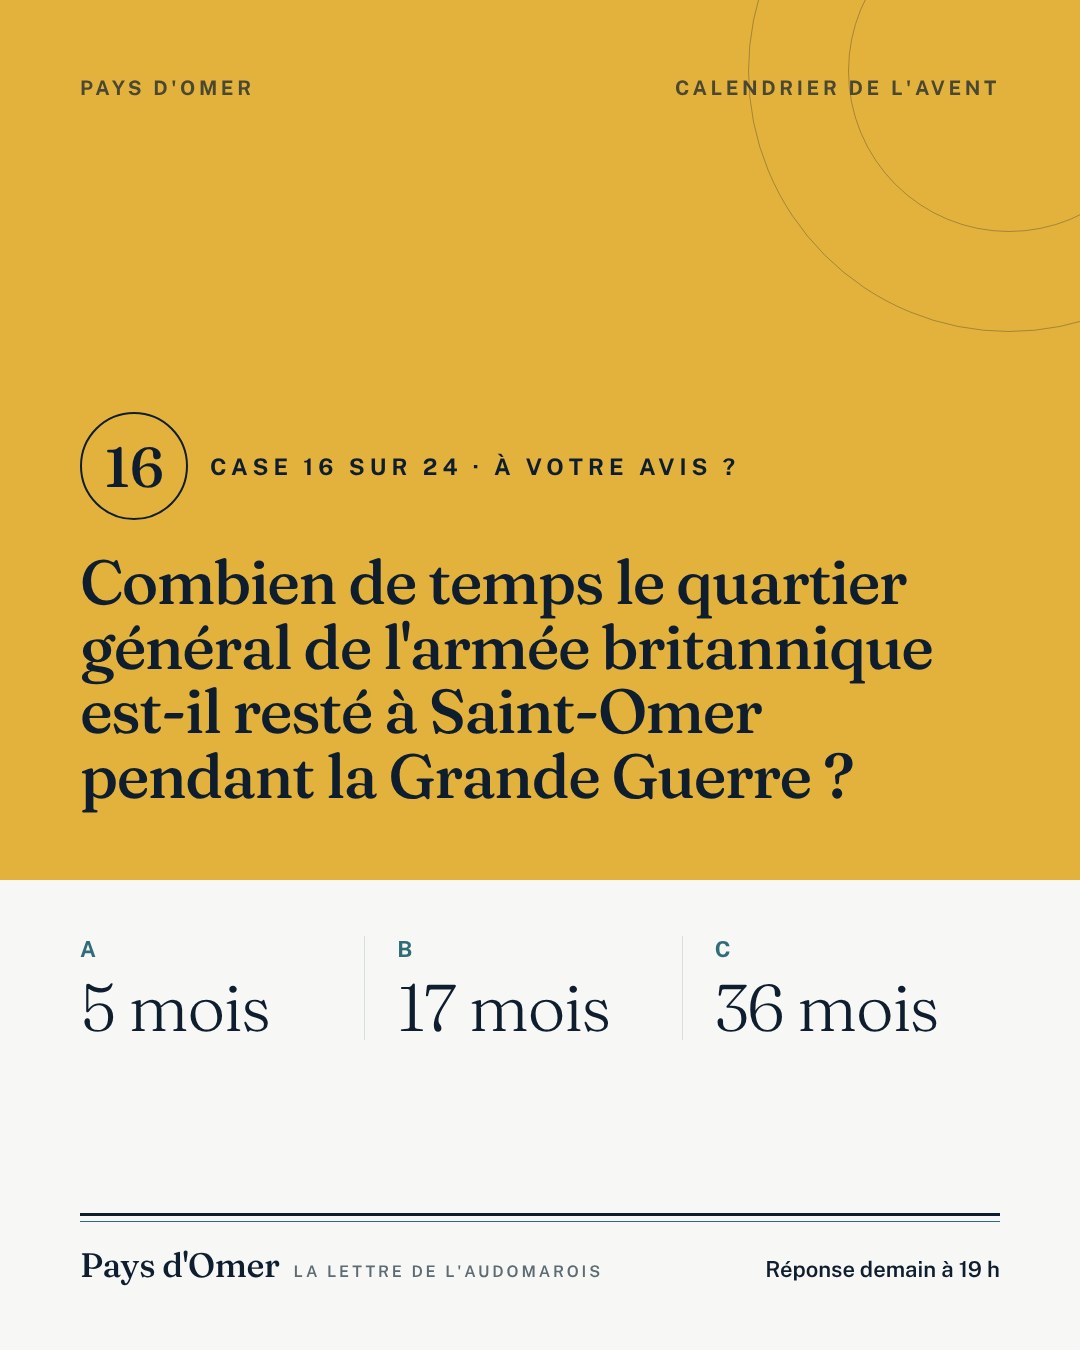 PAYS D'OMER
CALENDRIER DE L'AVENT
16
CASE 16 SUR 24 · À VOTRE AVIS ?
Combien de temps le quartier
général de l'armée britannique
est-il resté à Saint-Omer
pendant la Grande Guerre ?
A
5 mois
B
17 mois
C
36 mois
Pays d'Omer LA LETTRE DE L'AUDOMAROIS
Réponse demain à 19 h